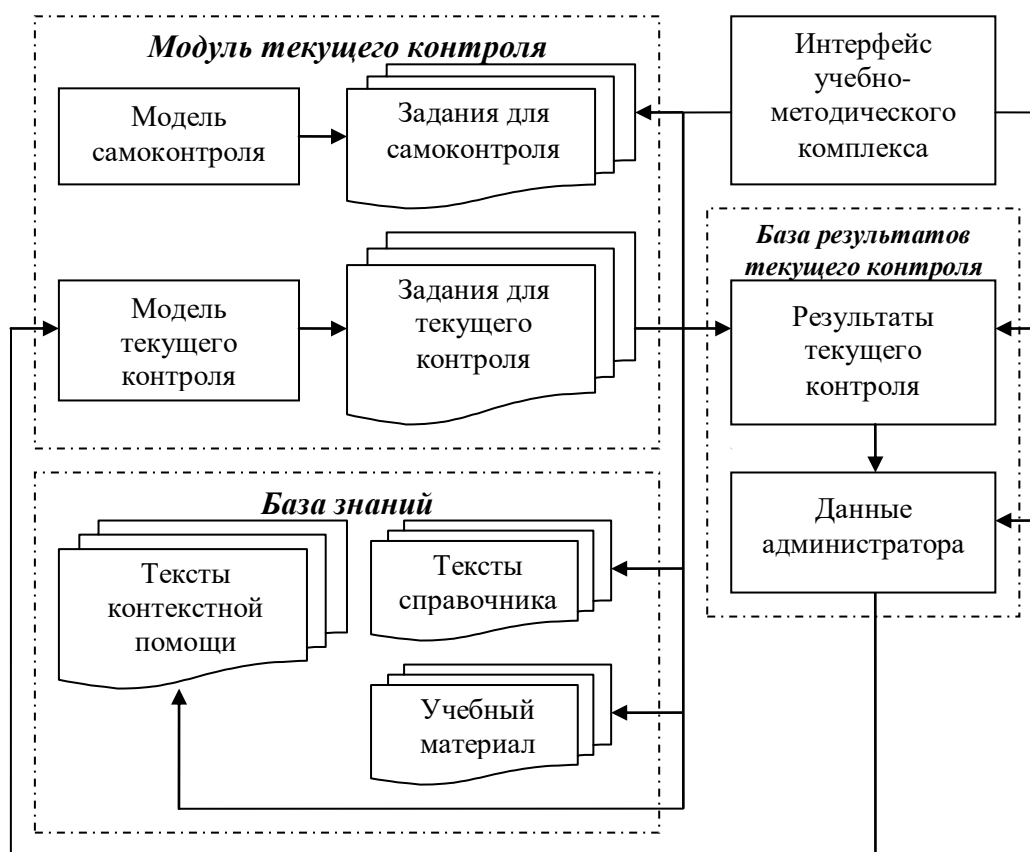 Модуль текущего контроля
Модель
самоконтроля
Задания для
самоконтроля
Интерфейс
учебно-
методического
комплекса
Модель
текущего
контроля
Задания для
текущего
контроля
База результатов
текущего контроля
Результаты
текущего
контроля
Данные
администратора
База знаний
Тексты
контекстной
помощи
Тексты
справочника
Учебный
материал